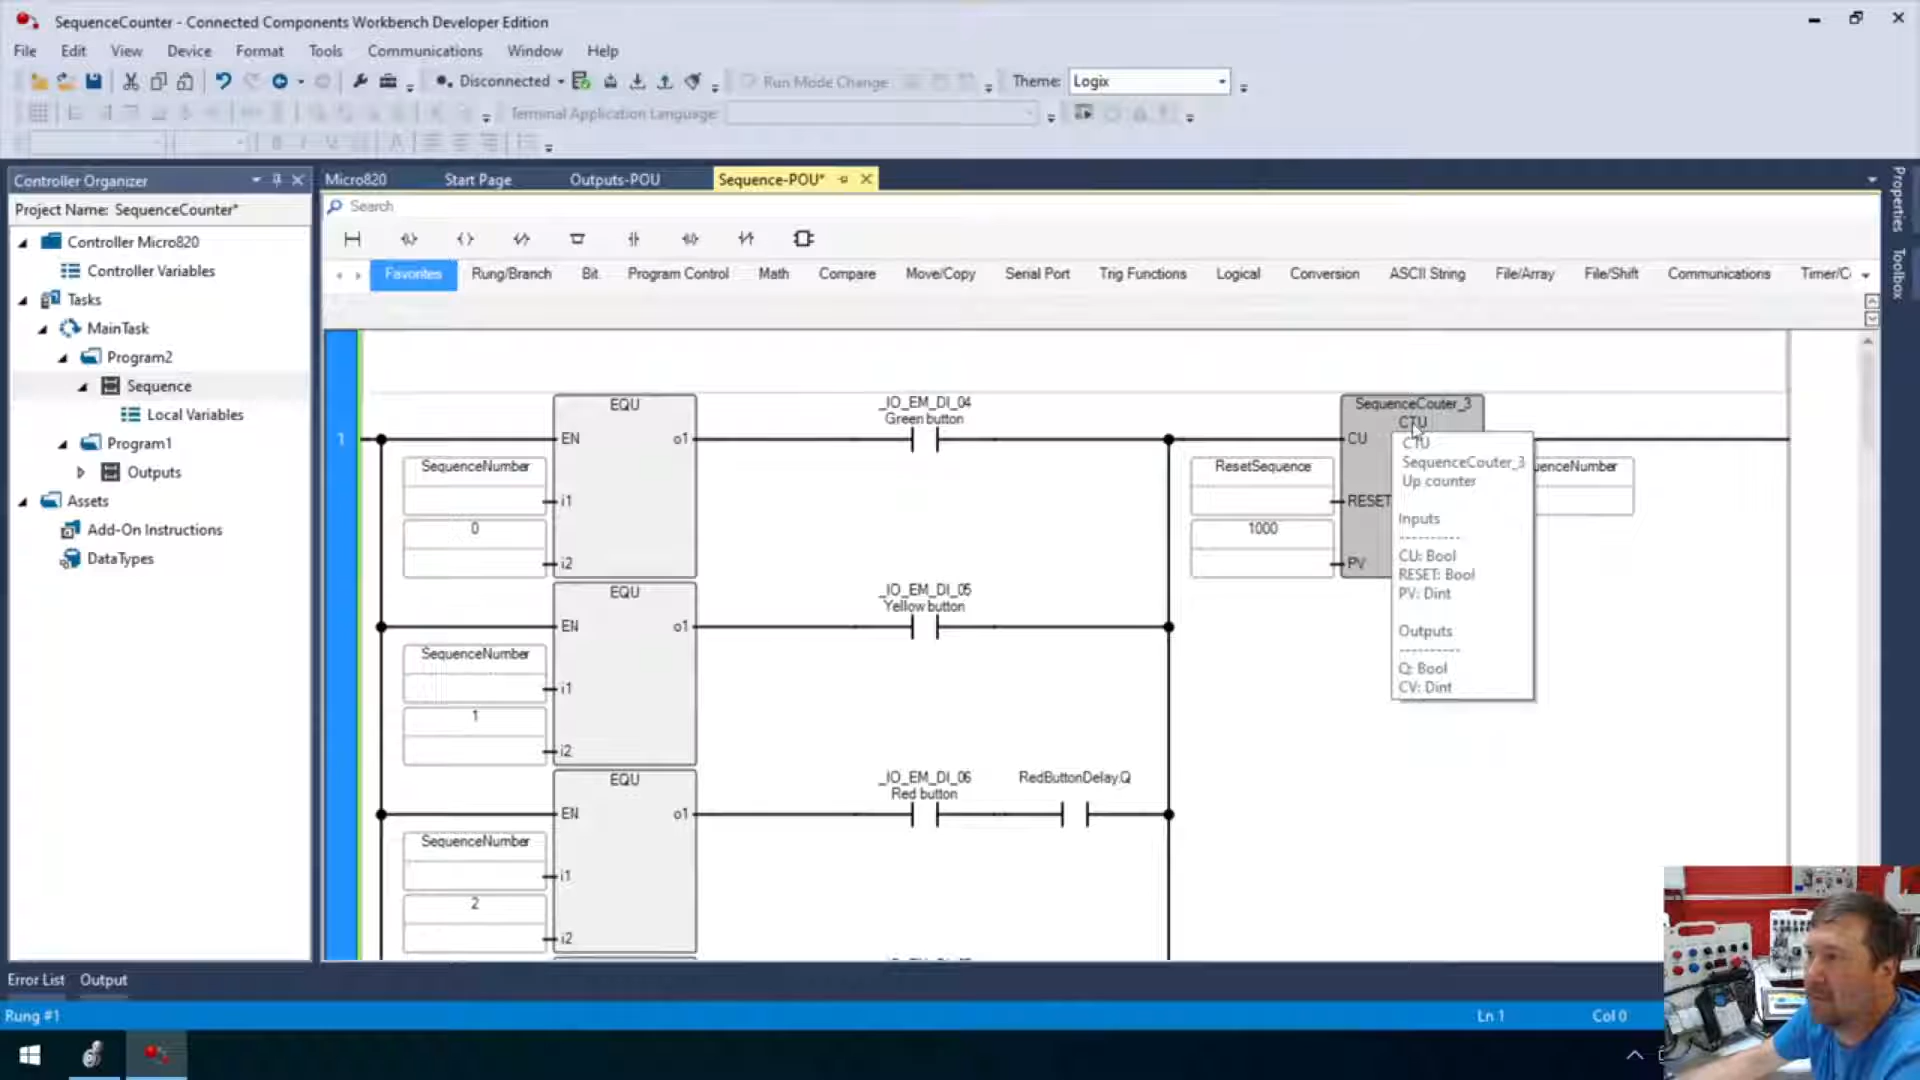 SequenceCounter - Connected Components Workbench Developer Edition
File Edit View Device Format Tools Communications Window Help
Disconnected Run Mode Change Theme: Logix
Terminal Application Language:
Controller Organizer
Micro820 Start Page Outputs-POU Sequence-POU*
Properties
Toolbox
Project Name: SequenceCounter*
Search
Controller Micro820
Controller Variables
Tasks
MainTask
Program2
Sequence
Local Variables
Program1
Outputs
Assets
Add-On Instructions
DataTypes
Favorites Rung/Branch Bit Program Control Math Compare Move/Copy Serial Port Trig Functions Logical Conversion ASCII String File/Array File/Shift Communications Timer/C
1
EQU
EN o1
SequenceNumber
i1
0
i2
_IO_EM_DI_04
Green button
SequenceCouter_3
CTU
CU
ResetSequence
RESET
1000
PV
uenceNumber
CTU
SequenceCouter_3
Up counter
Inputs
----------
CU: Bool
RESET: Bool
PV: Dint
Outputs
----------
Q: Bool
CV: Dint
EQU
EN o1
SequenceNumber
i1
1
i2
_IO_EM_DI_05
Yellow button
EQU
EN o1
SequenceNumber
i1
2
i2
_IO_EM_DI_06
Red button
RedButtonDelay.Q
Error List Output
Rung #1 Ln 1 Col 0